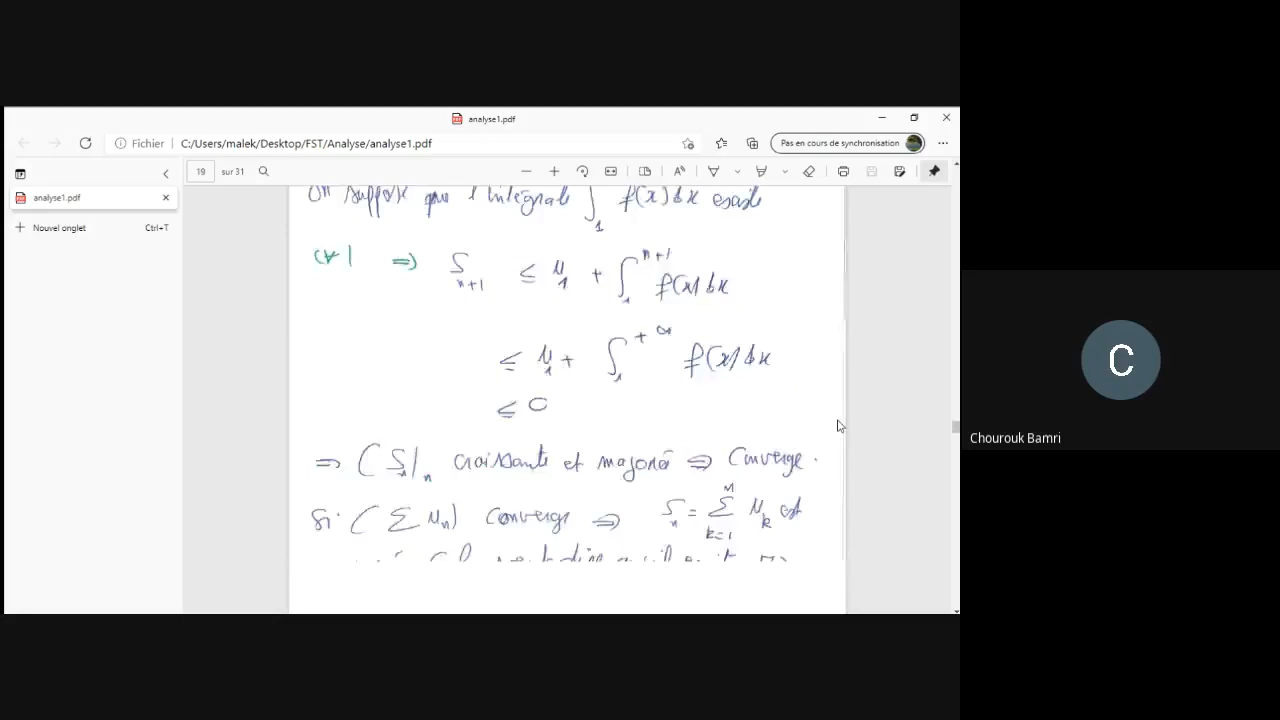 analyse1.pdf
Fichier C:/Users/malek/Desktop/FST/Analyse/analyse1.pdf Pas en cours de synchronisation
19 sur 31
analyse1.pdf
Nouvel onglet Ctrl+T
On suppose que l'intégrale ∫_1 f(x)dx existe
(*) ⇒ S_{n+1} ≤ U_1 + ∫_1^{n+1} f(x)dx
≤ U_1 + ∫_1^{+∞} f(x)dx
≤ C
⇒ (S_n)_n croissante et majorée ⇒ Converge.
Si (∑ U_n) Converge ⇒ S_n = ∑_{k=1}^n U_k est
C
Chourouk Bamri